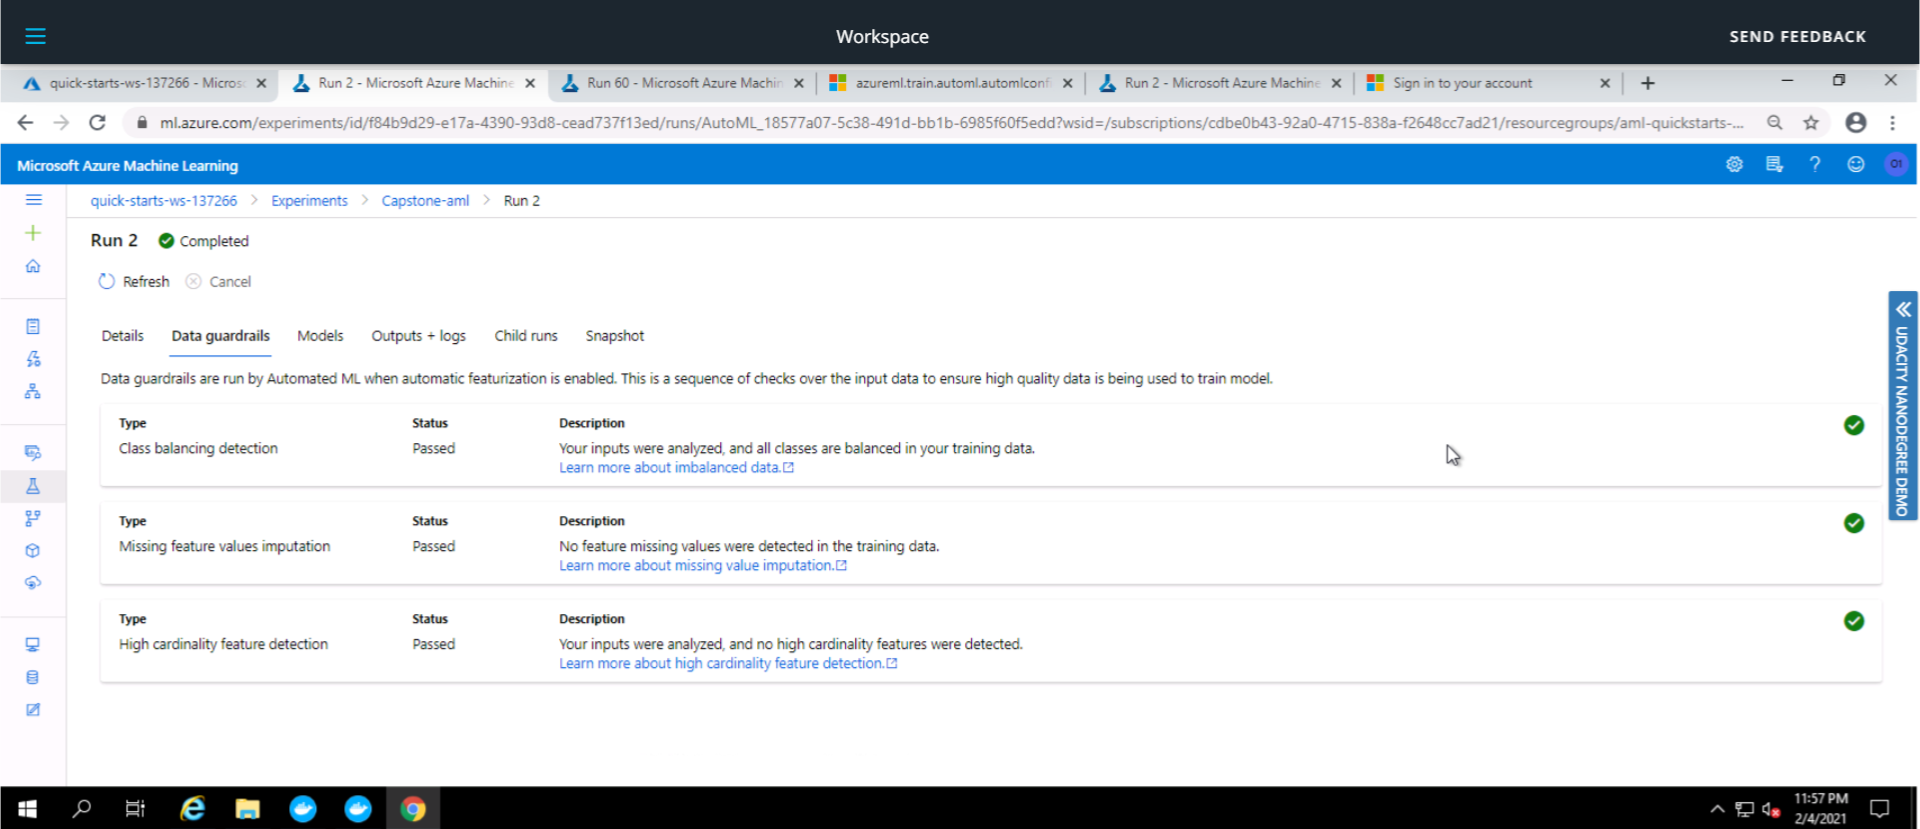 Workspace
SEND FEEDBACK
quick-starts-ws-137266 - Micros
Run 2 - Microsoft Azure Machine
Run 60 - Microsoft Azure Machin
azureml.train.automl.automlconfi
Run 2 - Microsoft Azure Machine
Sign in to your account
ml.azure.com/experiments/id/f84b9d29-e17a-4390-93d8-cead737f13ed/runs/AutoML_18577a07-5c38-491d-bb1b-6985f60f5edd?wsid=/subscriptions/cdbe0b43-92a0-4715-838a-f2648cc7ad21/resourcegroups/aml-quickstarts-...
Microsoft Azure Machine Learning
O1
quick-starts-ws-137266 > Experiments > Capstone-aml > Run 2
Run 2 Completed
Refresh Cancel
Details Data guardrails Models Outputs + logs Child runs Snapshot
Data guardrails are run by Automated ML when automatic featurization is enabled. This is a sequence of checks over the input data to ensure high quality data is being used to train model.
Type Status Description
Class balancing detection Passed Your inputs were analyzed, and all classes are balanced in your training data.
Learn more about imbalanced data.
Type Status Description
Missing feature values imputation Passed No feature missing values were detected in the training data.
Learn more about missing value imputation.
Type Status Description
High cardinality feature detection Passed Your inputs were analyzed, and no high cardinality features were detected.
Learn more about high cardinality feature detection.
UDACITY NANODEGREE DEMO
11:57 PM
2/4/2021